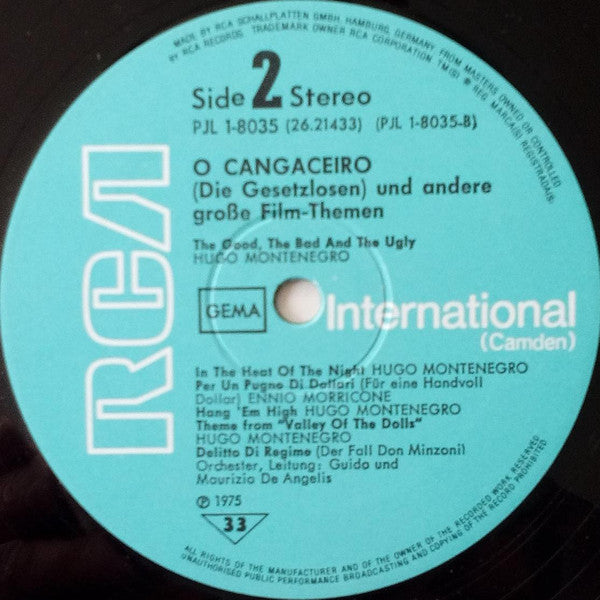 MADE BY RCA SCHALLPLATTEN GMBH, HAMBURG, GERMANY, FROM MASTERS OWNED OR CONTROLLED
BY RCA RECORDS. TRADEMARK OWNER RCA CORPORATION. TM(S) ® REG. MARCA(S) REGISTRADA(S)
Side 2 Stereo
PJL 1-8035 (26.21433) (PJL 1-8035-B)
RCA
O CANGACEIRO
(Die Gesetzlosen) und andere
große Film-Themen
The Good, The Bad And The Ugly
HUGO MONTENEGRO
GEMA
International
(Camden)
In The Heat Of The Night HUGO MONTENEGRO
Per Un Pugno Di Dollari (Für eine Handvoll
Dollar) ENNIO MORRICONE
Hang 'Em High HUGO MONTENEGRO
Theme from "Valley Of The Dolls"
HUGO MONTENEGRO
Delitto Di Regime (Der Fall Don Minzoni)
Orchester, Leitung: Guido und
Maurizio De Angelis
℗ 1975
33
ALL RIGHTS OF THE MANUFACTURER AND OF THE OWNER OF THE RECORDED WORK RESERVED
UNAUTHORISED PUBLIC PERFORMANCE BROADCASTING AND COPYING OF THE RECORD PROHIBITED